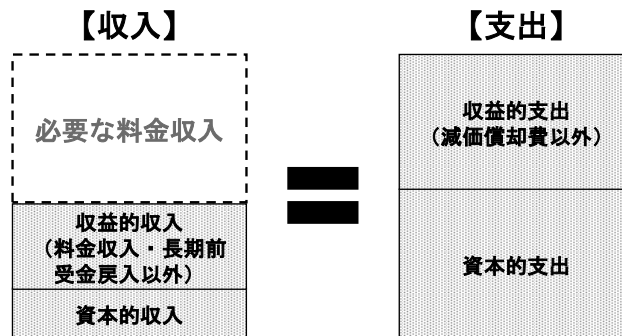 【収入】
必要な料金収入
収益的収入
（料金収入・長期前
受金戻入以外）
資本的収入
【支出】
収益的支出
（減価償却費以外）
資本的支出